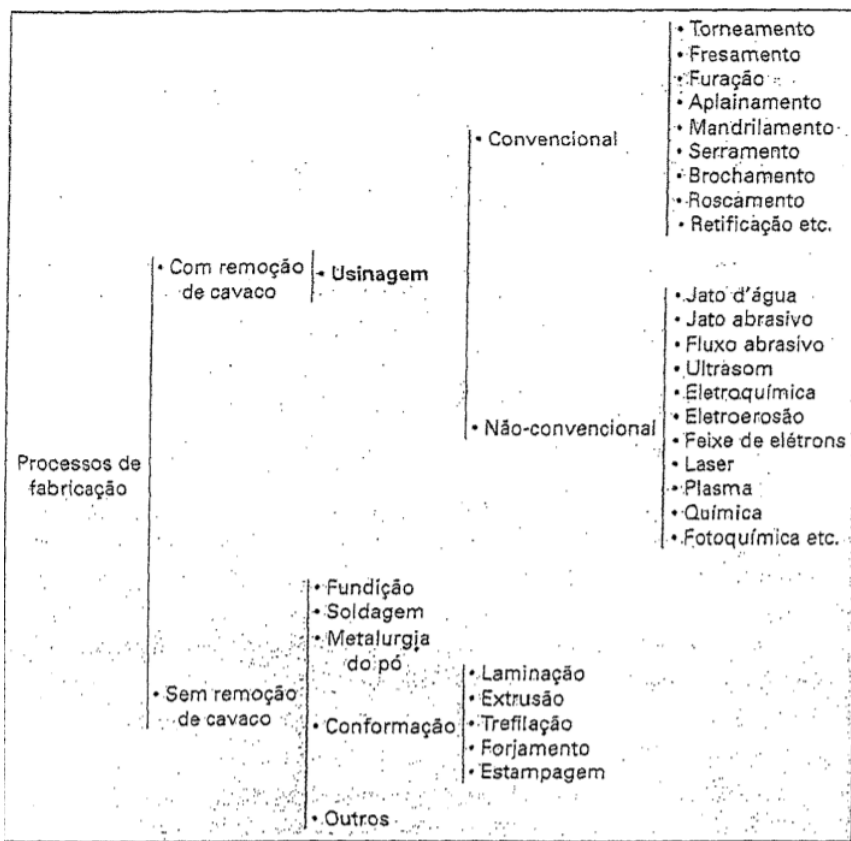 Processos de
fabricação
• Com remoção
de cavaco
• Usinagem
• Convencional
• Torneamento
• Fresamento
• Furação
• Aplainamento
• Mandrilamento
• Serramento
• Brochamento
• Roscamento
• Retificação etc.
• Não-convencional
• Jato d'água
• Jato abrasivo
• Fluxo abrasivo
• Ultrasom
• Eletroquímica
• Eletroerosão
• Feixe de elétrons
• Laser
• Plasma
• Química
• Fotoquímica etc.
• Sem remoção
de cavaco
• Fundição
• Soldagem
• Metalurgia
do pó
• Conformação
• Laminação
• Extrusão
• Trefilação
• Forjamento
• Estampagem
• Outros